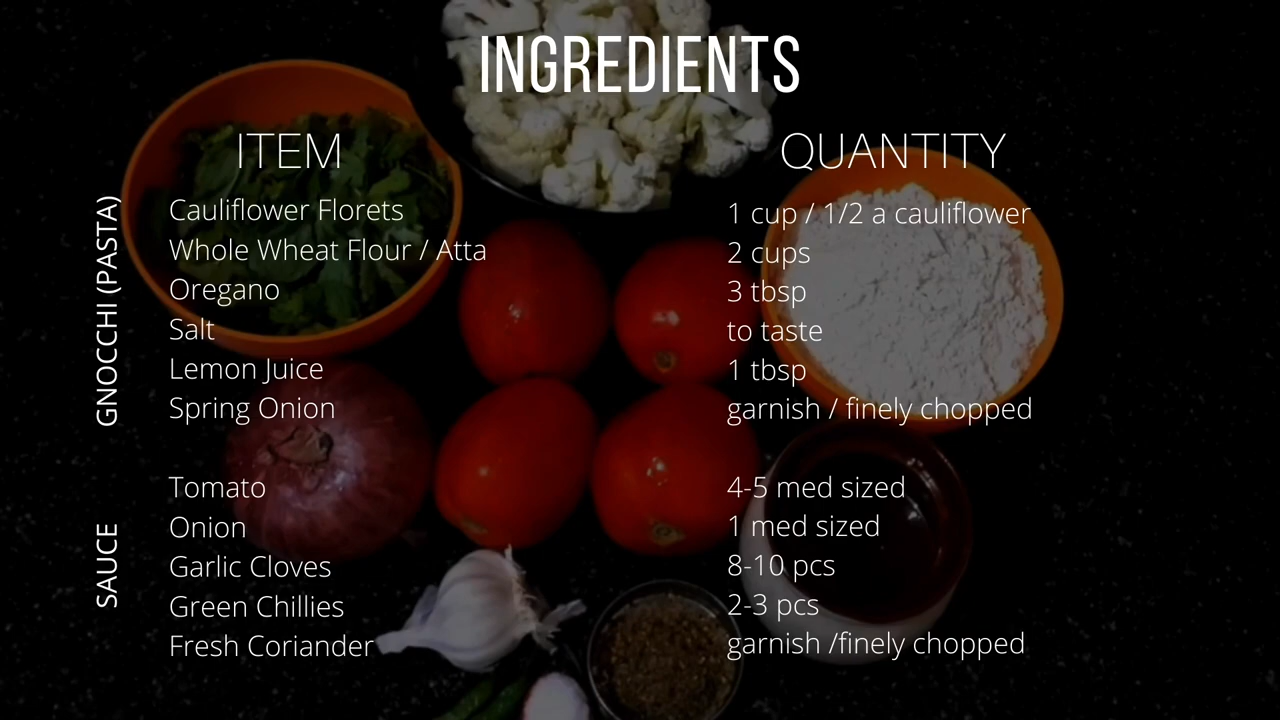 INGREDIENTS
ITEM QUANTITY
GNOCCHI (PASTA)
Cauliflower Florets 1 cup / 1/2 a cauliflower
Whole Wheat Flour / Atta 2 cups
Oregano 3 tbsp
Salt to taste
Lemon Juice 1 tbsp
Spring Onion garnish / finely chopped
SAUCE
Tomato 4-5 med sized
Onion 1 med sized
Garlic Cloves 8-10 pcs
Green Chillies 2-3 pcs
Fresh Coriander garnish /finely chopped